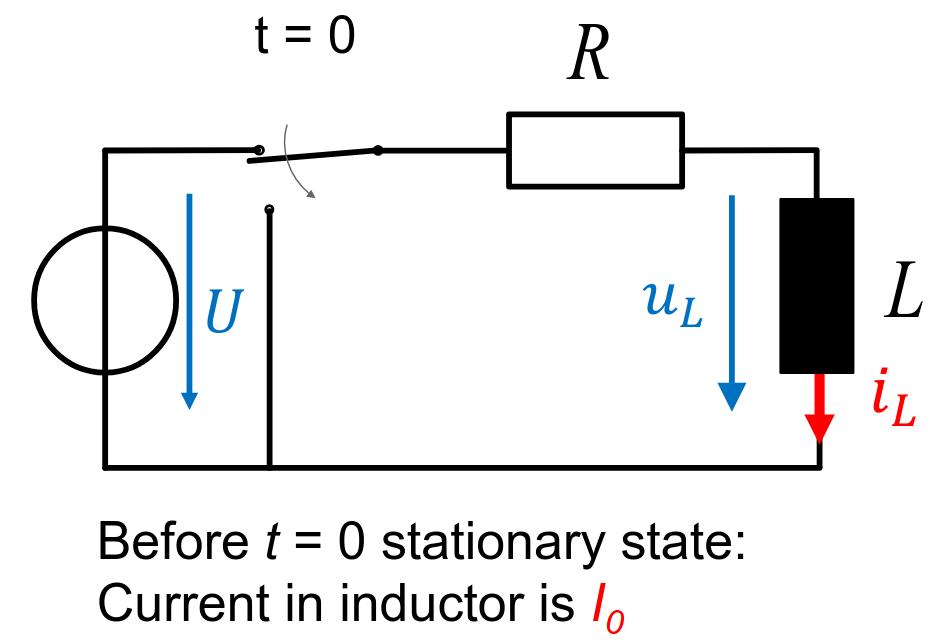 t = 0
R
U
u_L
L
i_L
Before t = 0 stationary state:
Current in inductor is I_0